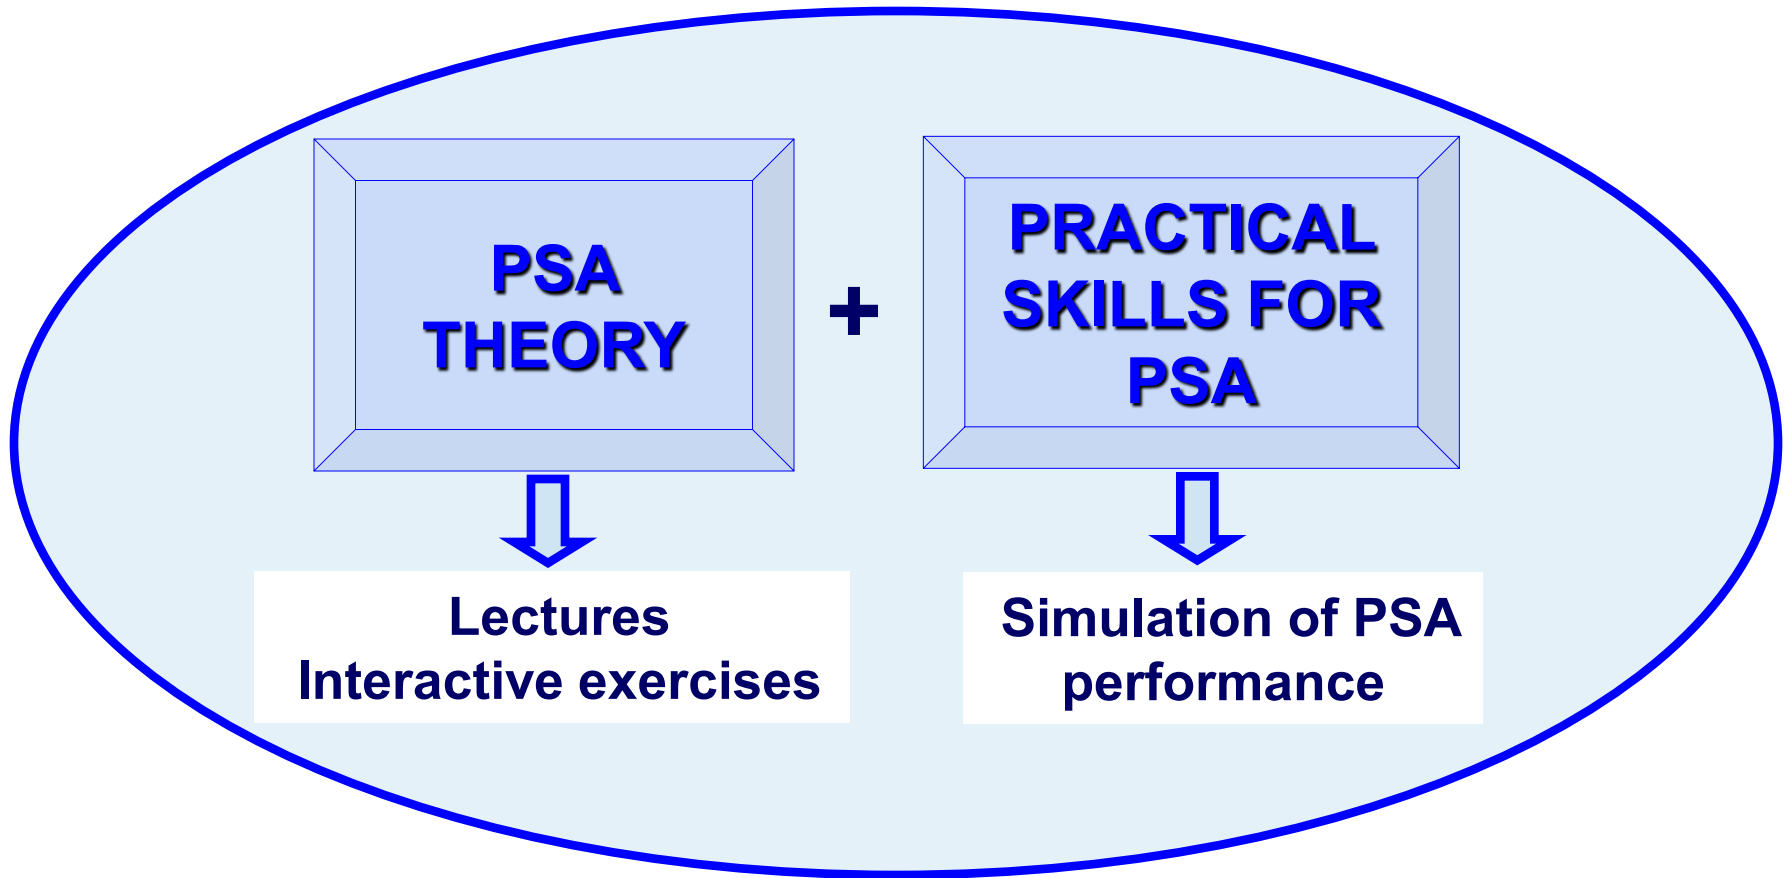 PSA
THEORY
+
PRACTICAL
SKILLS FOR
PSA
Lectures
Interactive exercises
Simulation of PSA
performance